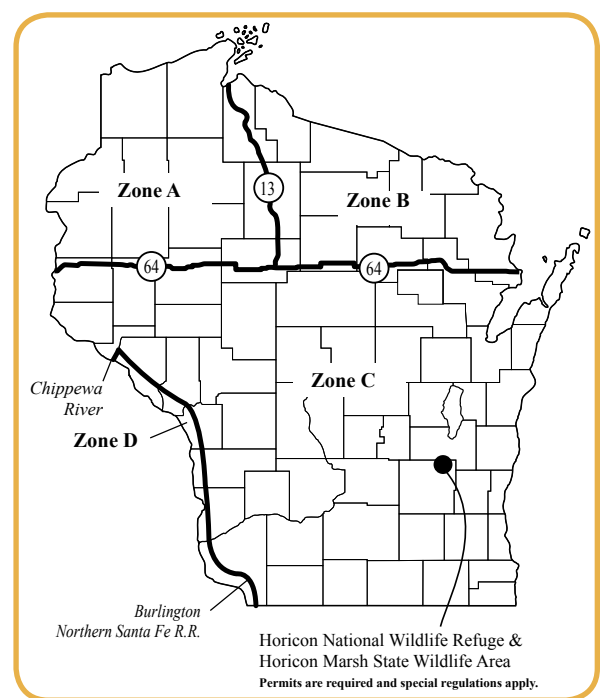 Zone A
13
Zone B
64
64
Zone C
Chippewa
River
Zone D
Burlington
Northern Santa Fe R.R.
Horicon National Wildlife Refuge &
Horicon Marsh State Wildlife Area
Permits are required and special regulations apply.